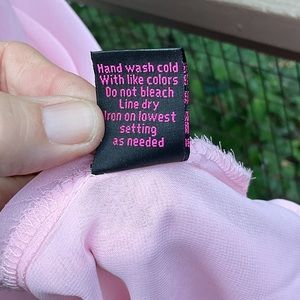 Hand wash cold
With like colors
Do not bleach
Line dry
Iron on lowest
setting
as needed